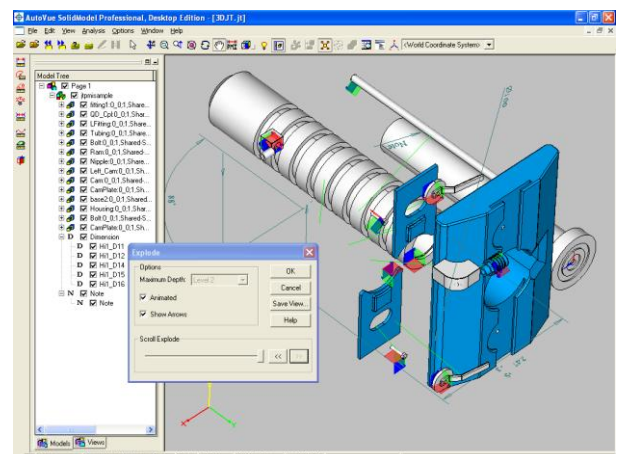 AutoVue SolidModel Professional, Desktop Edition - [3DJT.jt]
File Edit View Analysis Options Window Help
<World Coordinate System>
Model Tree
Page 1
fitting1:0_0:1,Share...
QD_Cpl:0_0:1,Shar...
LFitting:0_0:1,Share...
Tubing:0_0:1,Share...
Bolt:0_0:1,Shared-S...
Ram:0_0:1,Shared-S...
Nipple:0_0:1,Share...
Left_Cam:0_0:1,Sh...
Cam:0_0:1,Shared-...
CamPlate:0_0:1,Sh...
base2:0_0:1,Share...
Housing:0_0:1,Shar...
Bolt:0_0:1,Shared-S...
CamPlate:0_0:1,Sh...
D Dimension
D Hi1_D11
D Hi1_D12
D Hi1_D14
D Hi1_D15
D Hi1_D16
N Note
N Note
Explode
Options
Maximum Depth: Level 2
Animated
Show Arrows
OK
Cancel
Save View...
Help
Scroll Explode
<<
>>
Note
X
Y
Models Views